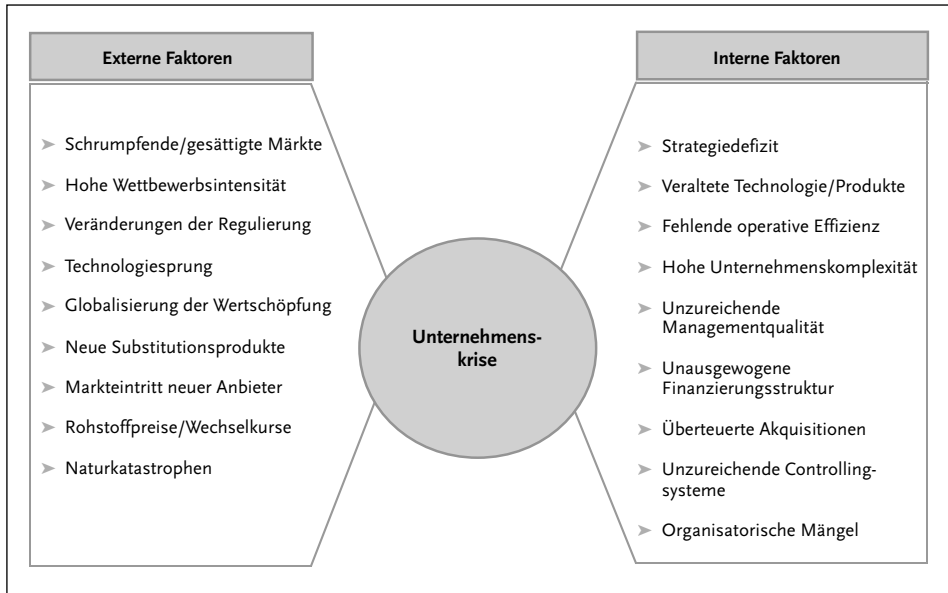 Externe Faktoren
Schrumpfende/gesättigte Märkte
Hohe Wettbewerbsintensität
Veränderungen der Regulierung
Technologiesprung
Globalisierung der Wertschöpfung
Neue Substitutionsprodukte
Markteintritt neuer Anbieter
Rohstoffpreise/Wechselkurse
Naturkatastrophen
Unternehmens-
krise
Interne Faktoren
Strategiedefizit
Veraltete Technologie/Produkte
Fehlende operative Effizienz
Hohe Unternehmenskomplexität
Unzureichende
Managementqualität
Unausgewogene
Finanzierungsstruktur
Überteuerte Akquisitionen
Unzureichende Controlling-
systeme
Organisatorische Mängel